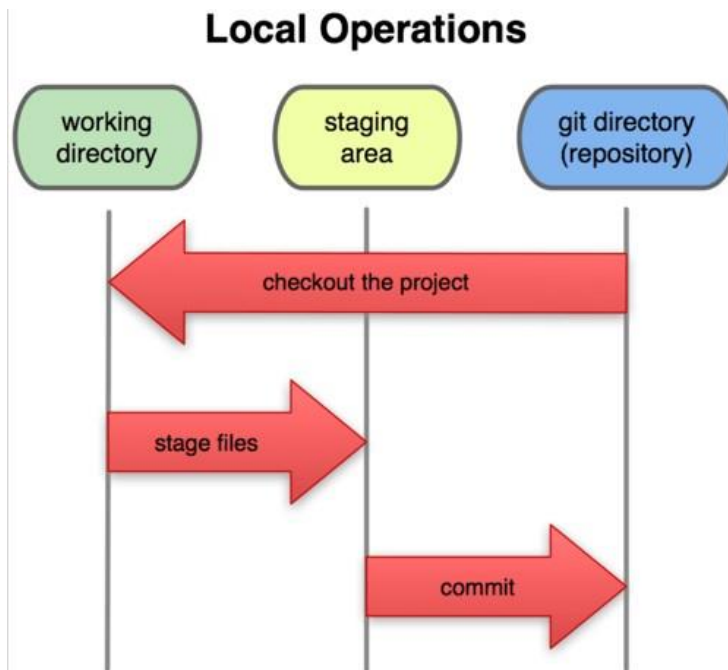 Local Operations
working
directory
staging
area
git directory
(repository)
checkout the project
stage files
commit